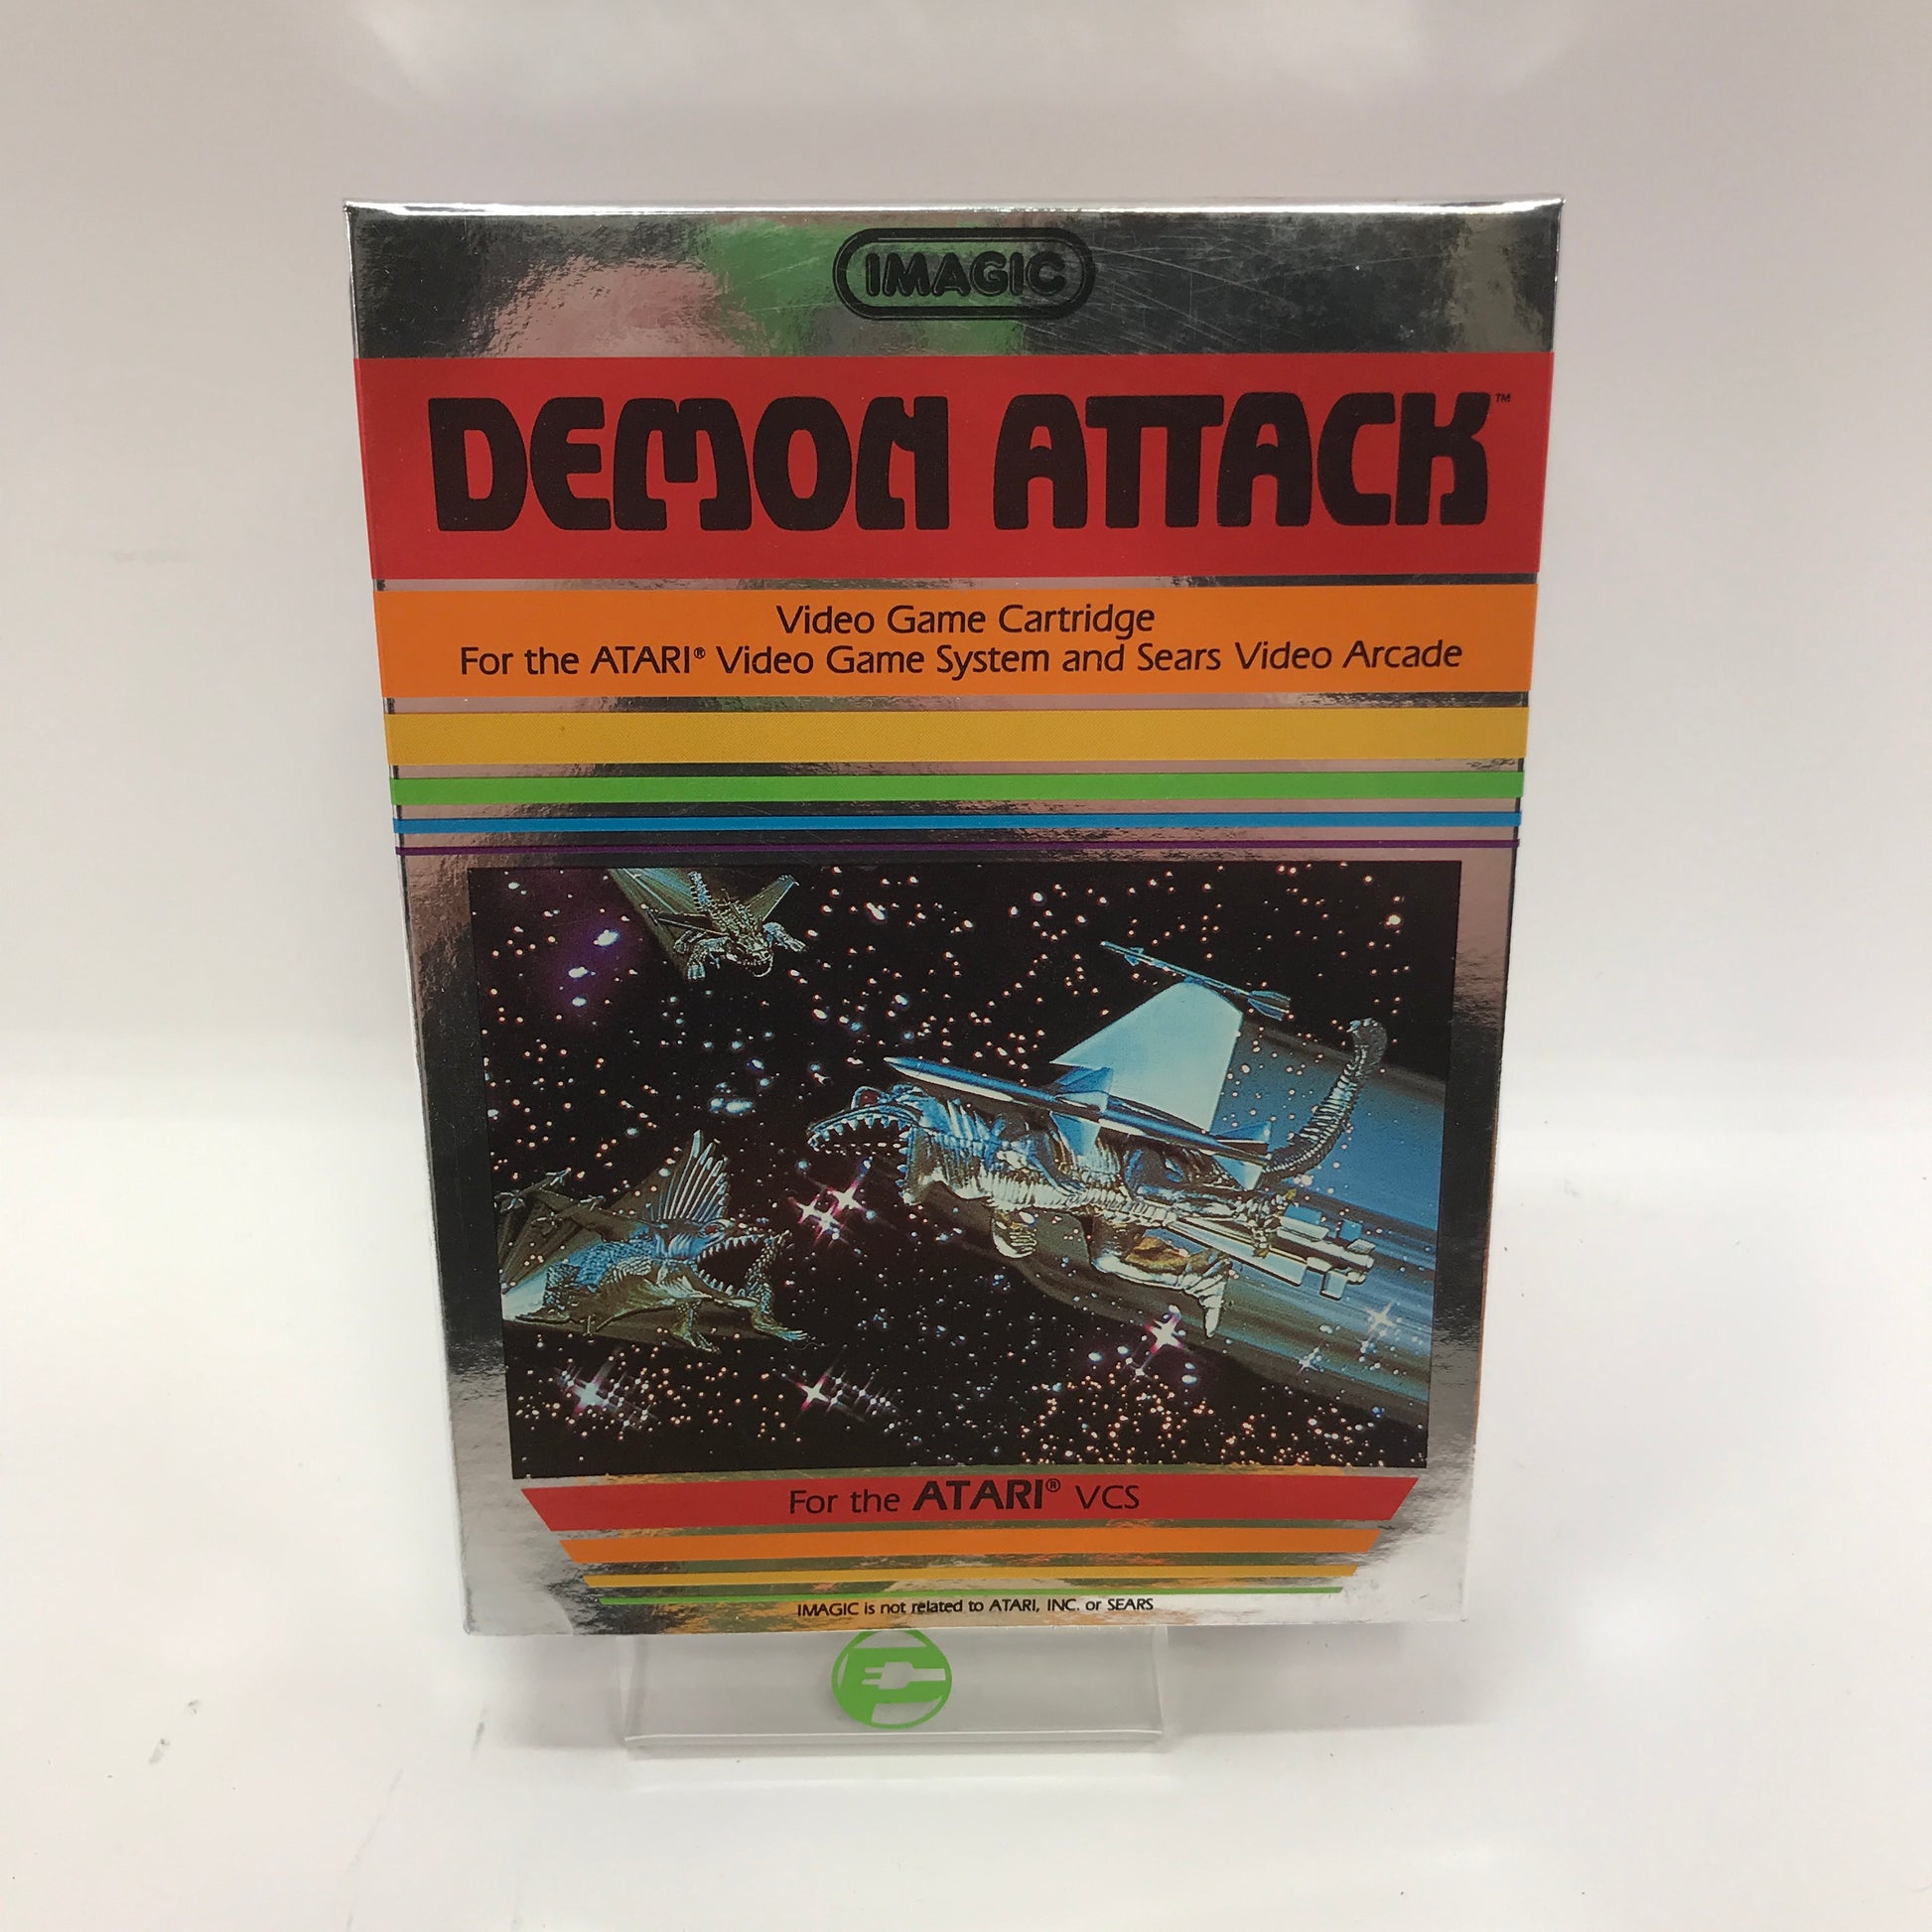 IMAGIC
DEMON ATTACK™
Video Game Cartridge
For the ATARI® Video Game System and Sears Video Arcade
For the ATARI® VCS
IMAGIC is not related to ATARI, INC. or SEARS